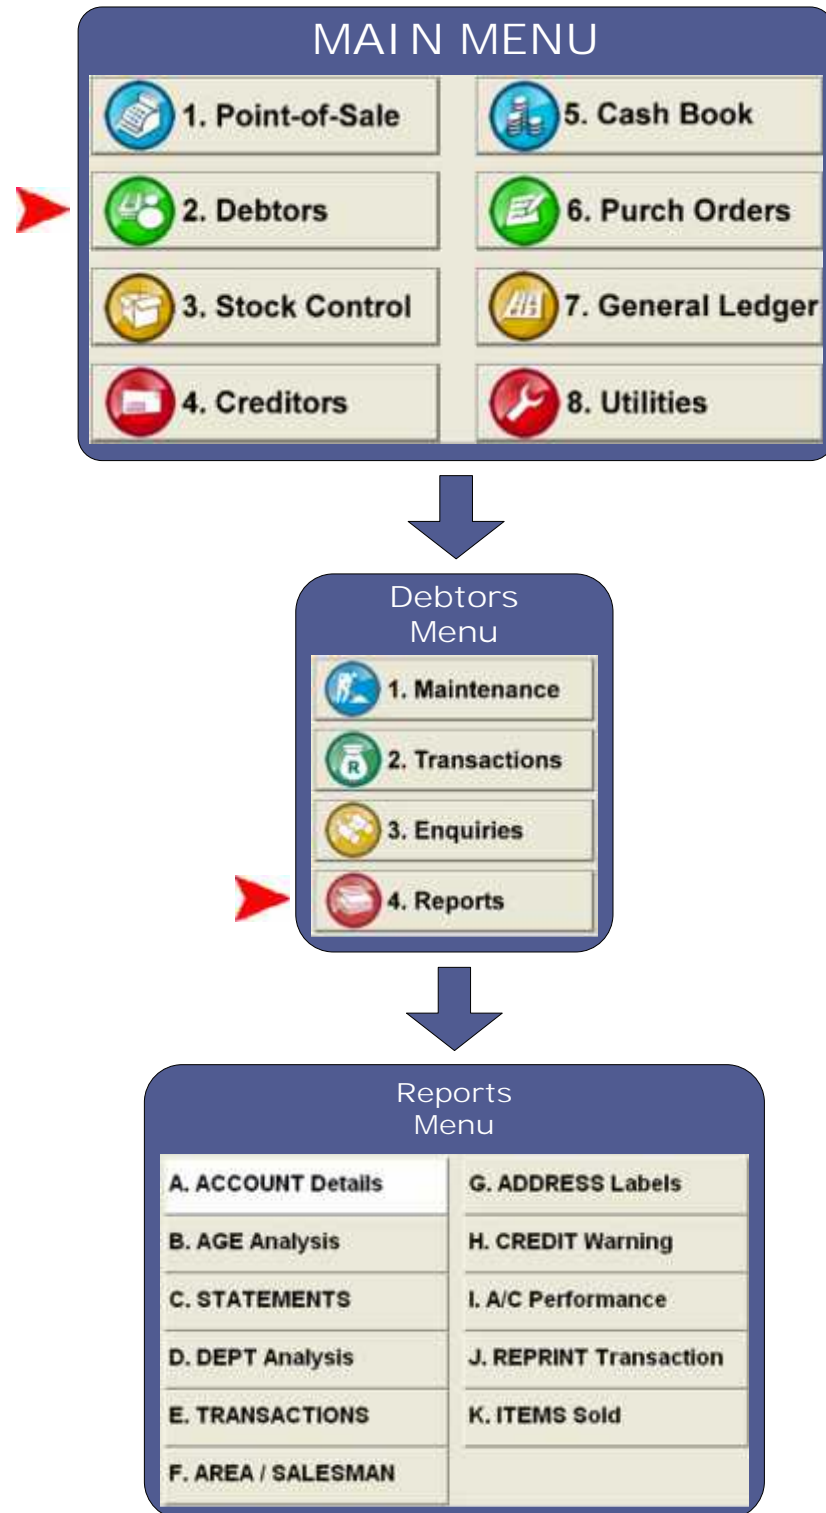 MAIN MENU
1. Point-of-Sale
5. Cash Book
2. Debtors
6. Purch Orders
3. Stock Control
7. General Ledger
4. Creditors
8. Utilities
Debtors
Menu
1. Maintenance
R
2. Transactions
3. Enquiries
4. Reports
Reports
Menu
A. ACCOUNT Details
G. ADDRESS Labels
B. AGE Analysis
H. CREDIT Warning
C. STATEMENTS
I. A/C Performance
D. DEPT Analysis
J. REPRINT Transaction
E. TRANSACTIONS
K. ITEMS Sold
F. AREA / SALESMAN